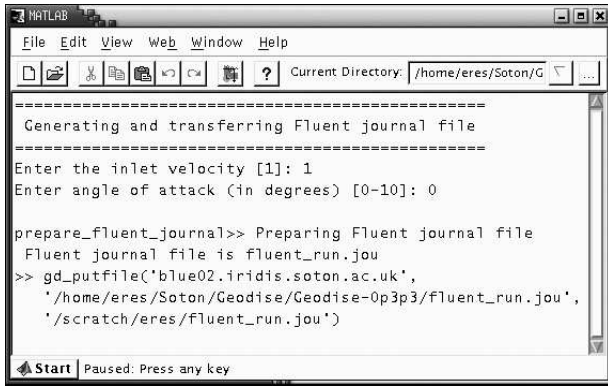 MATLAB
File Edit View Web Window Help
? Current Directory: /home/eres/Soton/G ...
==================================================
Generating and transferring Fluent journal file
==================================================
Enter the inlet velocity [1]: 1
Enter angle of attack (in degrees) [0-10]: 0
prepare_fluent_journal>> Preparing Fluent journal file
Fluent journal file is fluent_run.jou
>> gd_putfile('blue02.iridis.soton.ac.uk',
'/home/eres/Soton/Geodise/Geodise-0p3p3/fluent_run.jou',
'/scratch/eres/fluent_run.jou')
Start Paused: Press any key